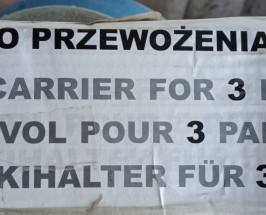 O PRZEWOŻENIA
CARRIER FOR 3
VOL POUR 3 PA
KIHALTER FÜR 3